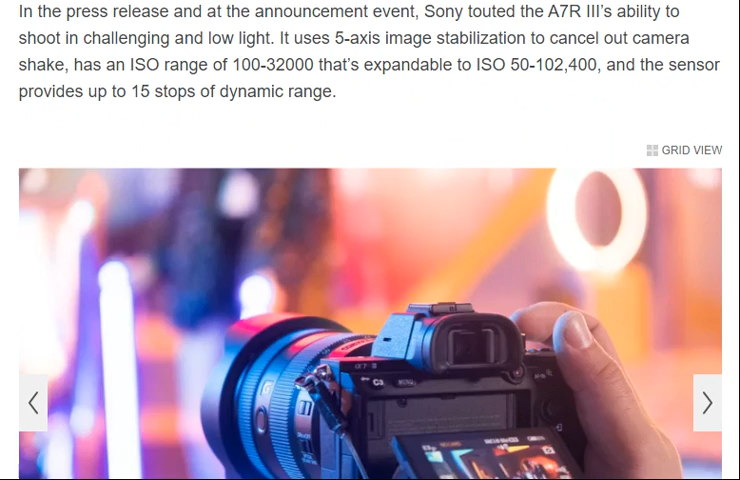 In the press release and at the announcement event, Sony touted the A7R III's ability to
shoot in challenging and low light. It uses 5-axis image stabilization to cancel out camera
shake, has an ISO range of 100-32000 that's expandable to ISO 50-102,400, and the sensor
provides up to 15 stops of dynamic range.
GRID VIEW
C3 MENU
G